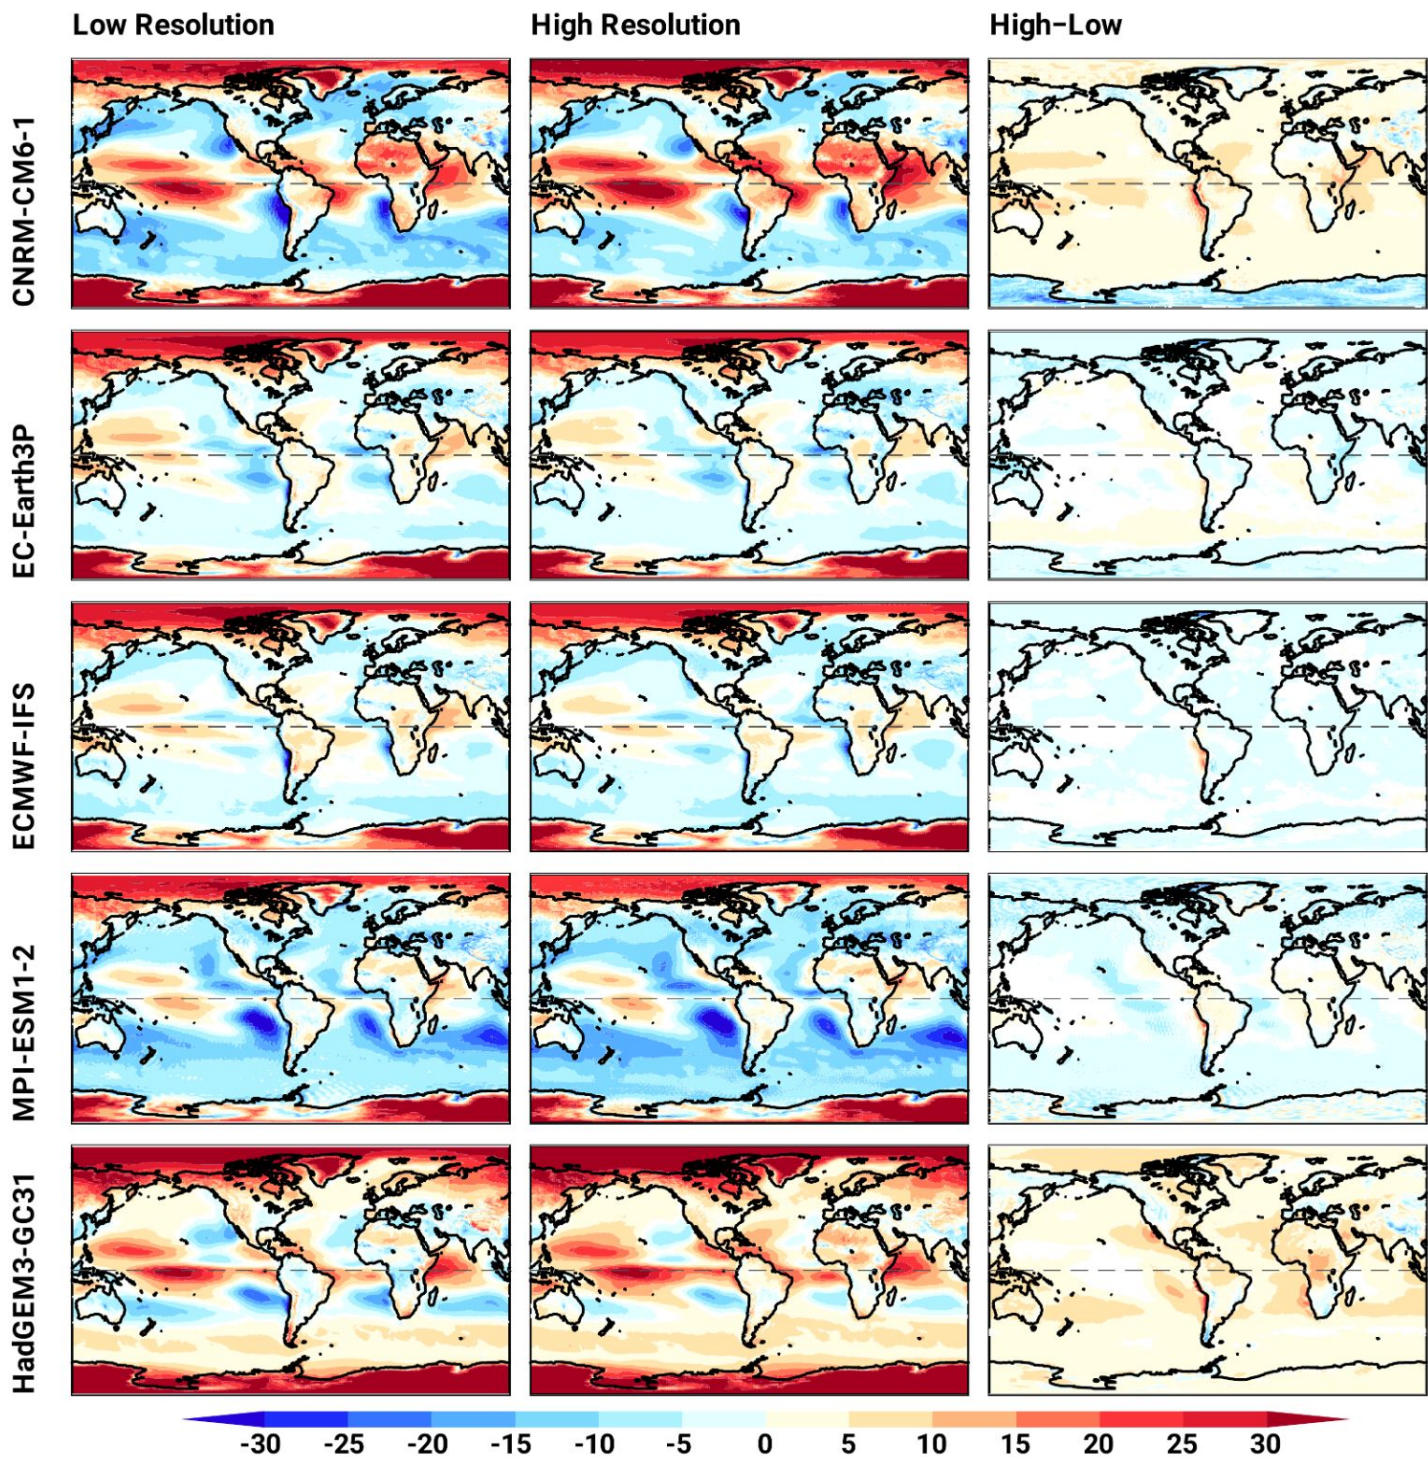 Low Resolution
High Resolution
High-Low
CNRM-CM6-1
EC-Earth3P
ECMWF-IFS
MPI-ESM1-2
HadGEM3-GC31
-30 -25 -20 -15 -10 -5 0 5 10 15 20 25 30